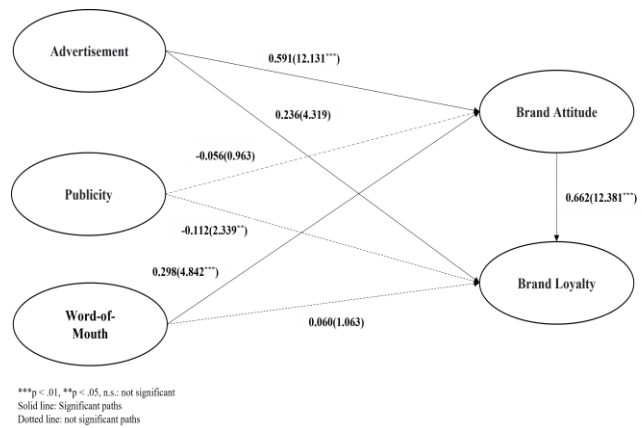 Advertisement
0.591(12.131***)
Brand Attitude
0.236(4.319)
-0.056(0.963)
Publicity
0.662(12.381***)
-0.112(2.339**)
0.298(4.842***)
Brand Loyalty
Word-of-
Mouth
0.060(1.063)
***p < .01, **p < .05, n.s.: not significant
Solid line: Significant paths
Dotted line: not significant paths